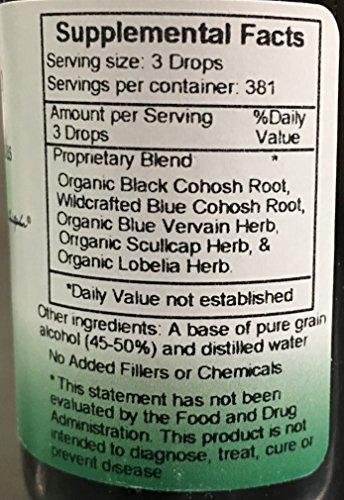 Supplemental Facts
Serving size: 3 Drops
Servings per container: 381
Amount per Serving %Daily
3 Drops Value
Proprietary Blend *
Organic Black Cohosh Root,
Wildcrafted Blue Cohosh Root,
Organic Blue Vervain Herb,
Orrganic Scullcap Herb, &
Organic Lobelia Herb.
*Daily Value not established
Other ingredients: A base of pure grain
alcohol (45-50%) and distilled water
No Added Fillers or Chemicals
*This statement has not been
evaluated by the Food and Drug
Administration. This product is not
intended to diagnose, treat, cure or
prevent disease